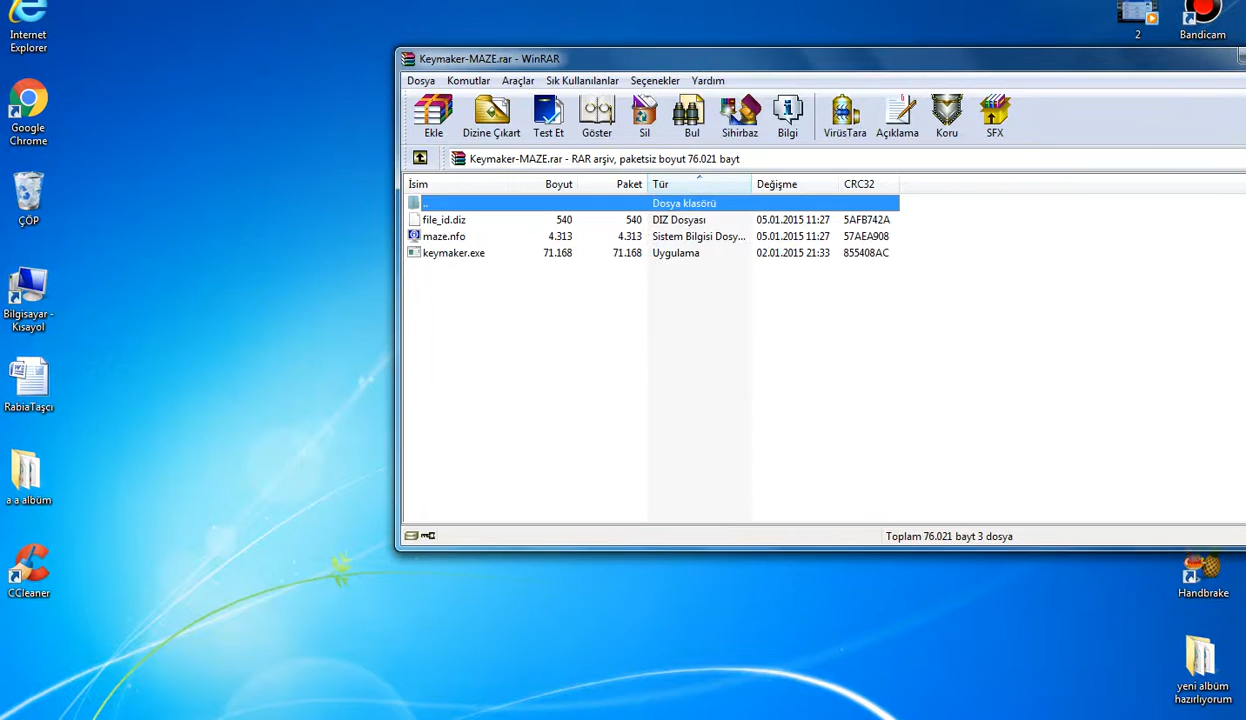 Internet
Explorer
Google
Chrome
ÇÖP
Bilgisayar -
Kısayol
RabiaTaşcı
a a albüm
CCleaner
2
Bandicam
Keymaker-MAZE.rar - WinRAR
Dosya Komutlar Araçlar Sık Kullanılanlar Seçenekler Yardım
Ekle Dizine Çıkart Test Et Göster Sil Bul Sihirbaz Bilgi VirüsTara Açıklama Koru SFX
Keymaker-MAZE.rar - RAR arşiv, paketsiz boyut 76.021 bayt
İsim Boyut Paket Tür Değişme CRC32
.. Dosya klasörü
file_id.diz 540 540 DIZ Dosyası 05.01.2015 11:27 5AFB742A
maze.nfo 4.313 4.313 Sistem Bilgisi Dosy... 05.01.2015 11:27 57AEA908
keymaker.exe 71.168 71.168 Uygulama 02.01.2015 21:33 855408AC
Toplam 76.021 bayt 3 dosya
Handbrake
yeni albüm
hazırlıyorum